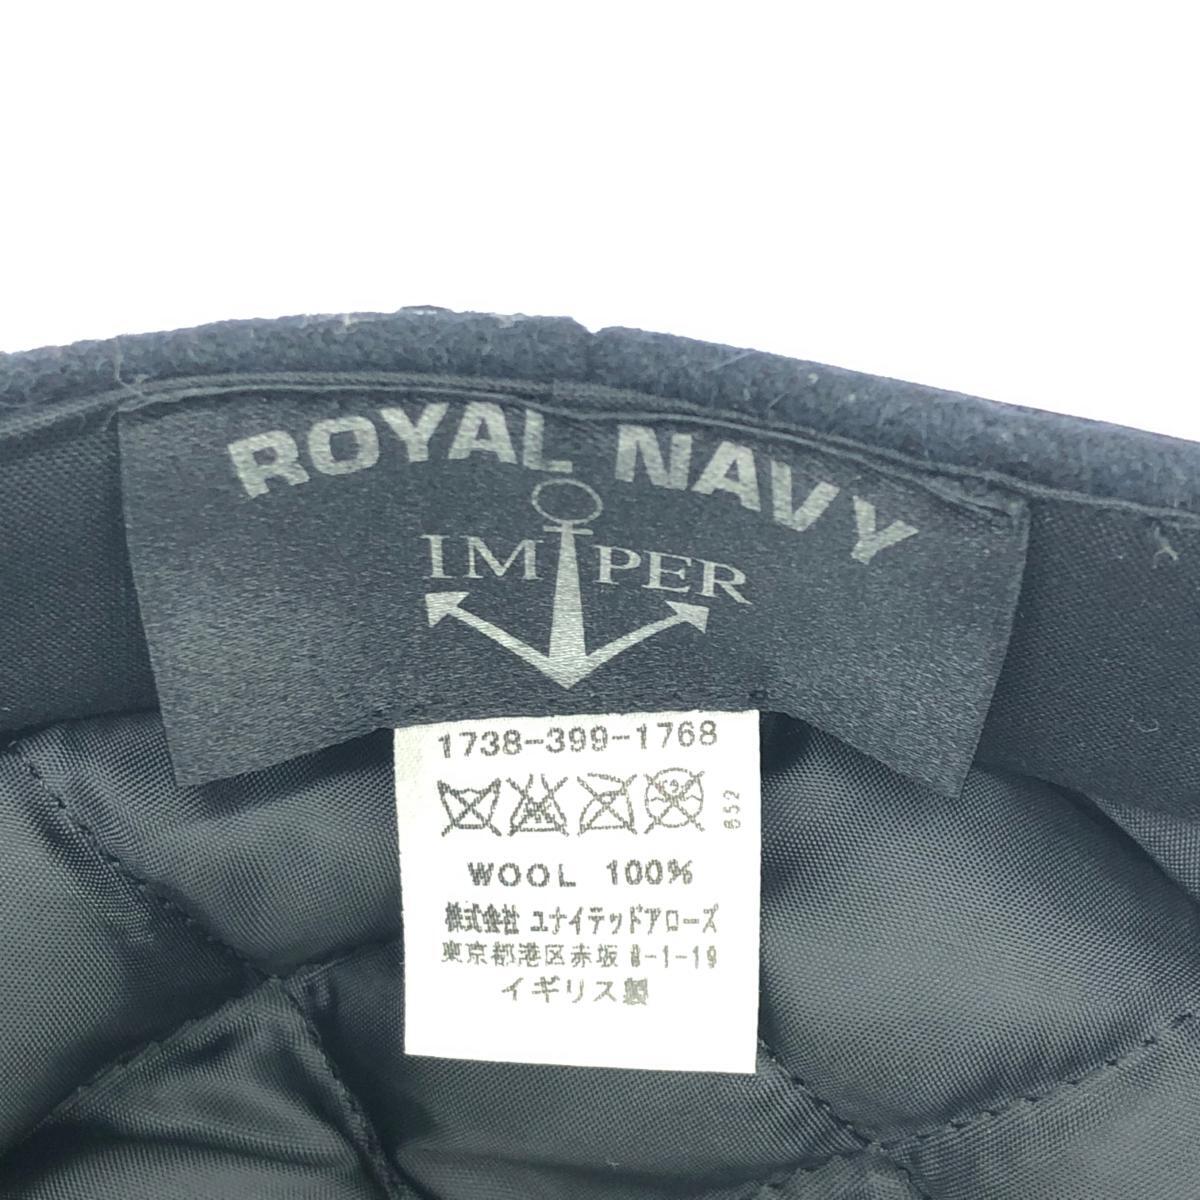 ROYAL NAVY
IMPER
1738-399-1768
852
WOOL 100%
株式会社 ユナイテッドアローズ
東京都港区赤坂 8-1-19
イギリス製